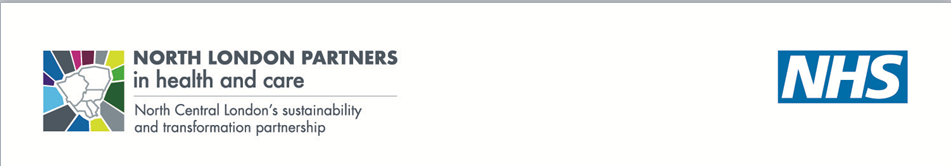 NORTH LONDON PARTNERS
in health and care
North Central London's sustainability
and transformation partnership
NHS